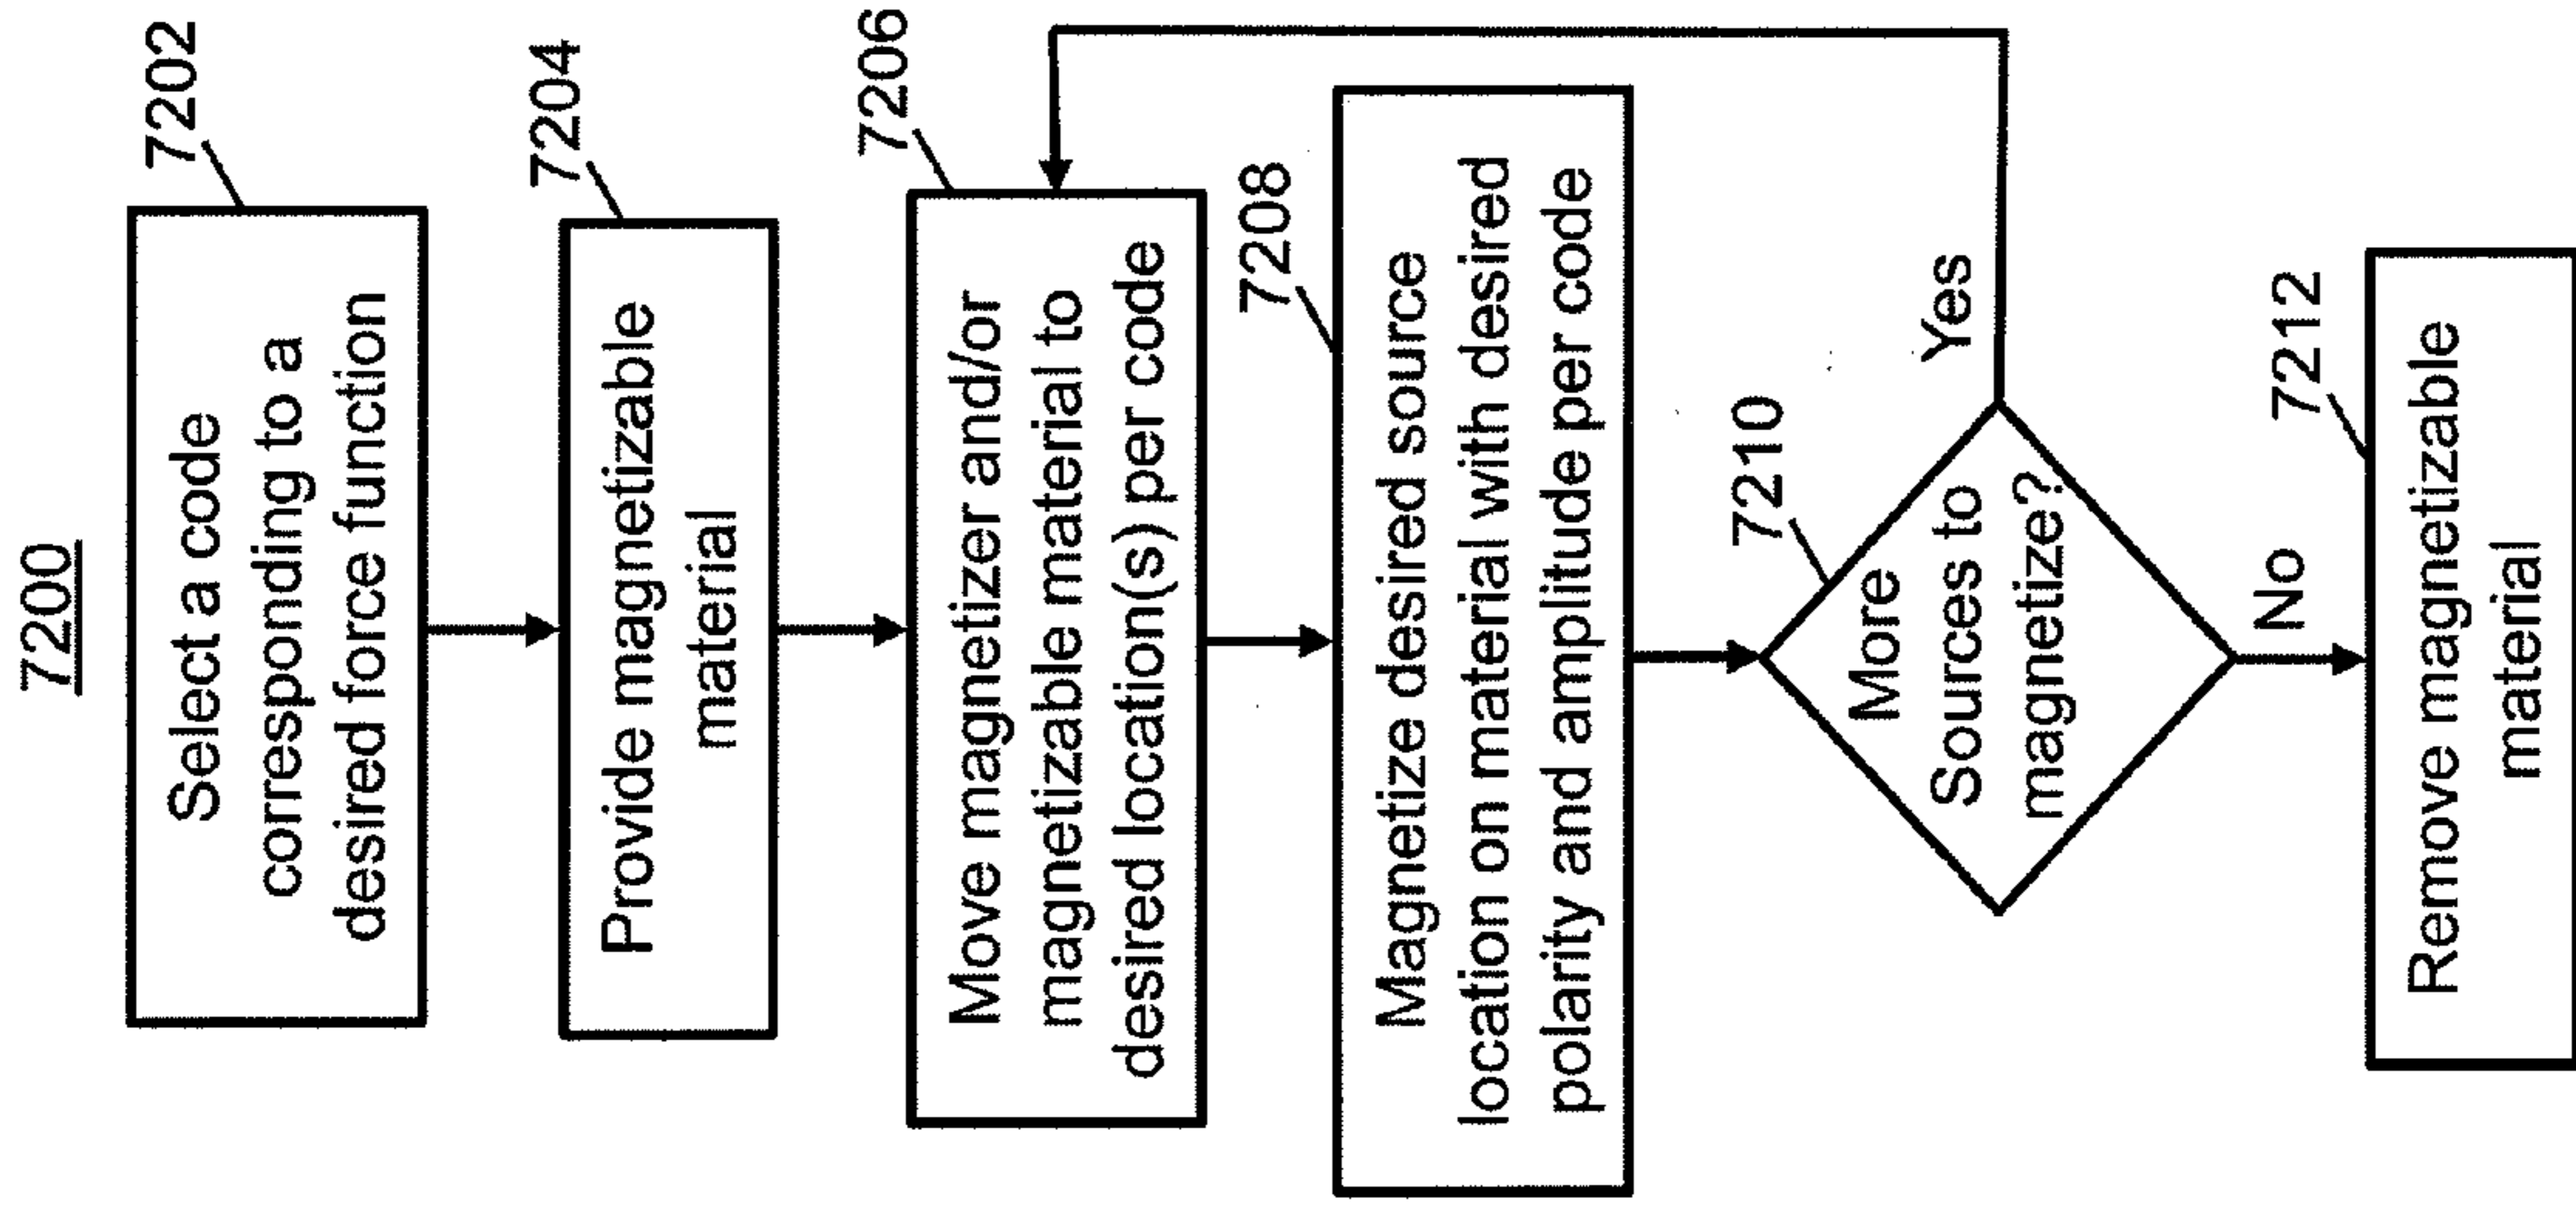 7200
7202
Select a code
corresponding to a
desired force function
7204
Provide magnetizable
material
7206
Move magnetizer and/or
magnetizable material to
desired location(s) per code
7208
Magnetize desired source
location on material with desired
polarity and amplitude per code
7210
More
Sources to
magnetize?
Yes
No
7212
Remove magnetizable
material